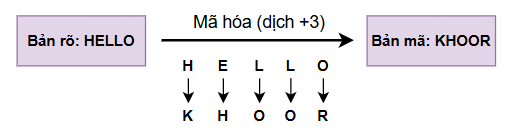 Mã hóa (dịch +3)
Bản rõ: HELLO
Bản mã: KHOOR
H E L L O
K H O O R